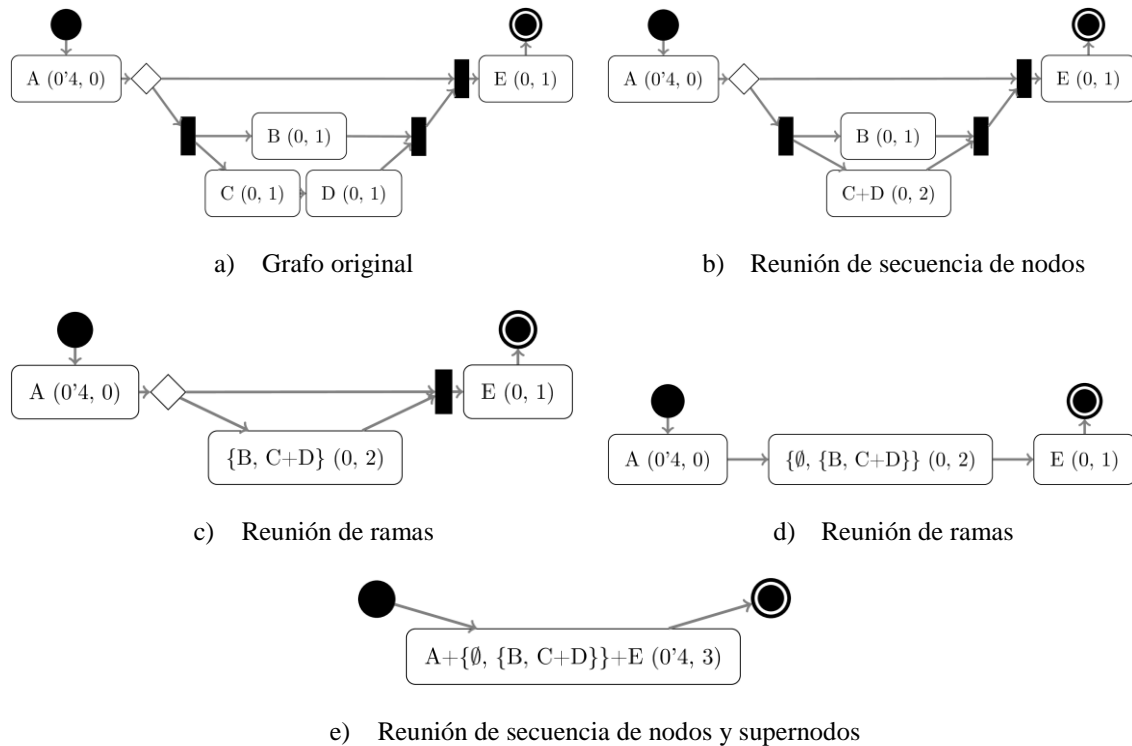 A (0'4, 0)
E (0, 1)
B (0, 1)
C (0, 1)
D (0, 1)
a) Grafo original
A (0'4, 0)
E (0, 1)
B (0, 1)
C+D (0, 2)
b) Reunión de secuencia de nodos
A (0'4, 0)
E (0, 1)
{B, C+D} (0, 2)
c) Reunión de ramas
A (0'4, 0)
{∅, {B, C+D}} (0, 2)
E (0, 1)
d) Reunión de ramas
A+{∅, {B, C+D}}+E (0'4, 3)
e) Reunión de secuencia de nodos y supernodos